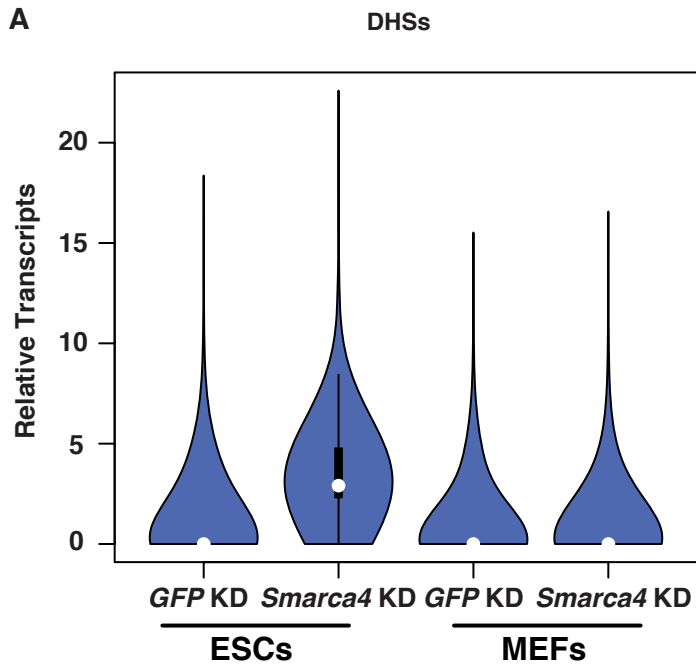 A
DHSs
Relative Transcripts
20
15
10
5
0
GFP KD Smarca4 KD GFP KD Smarca4 KD
ESCs MEFs